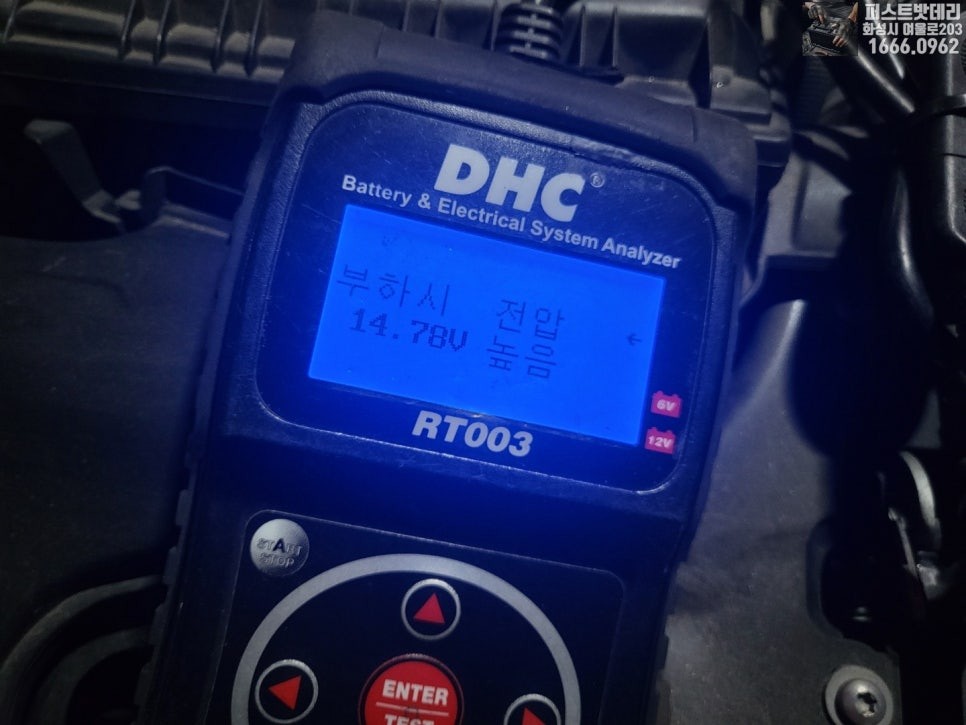 피스트밧데리
화성시 여울로203
1666.0962
DHC®
Battery & Electrical System Analyzer
부하시 전압
14.78V 높음
←
6V
12V
RT003
START
STOP
ENTER
TEST